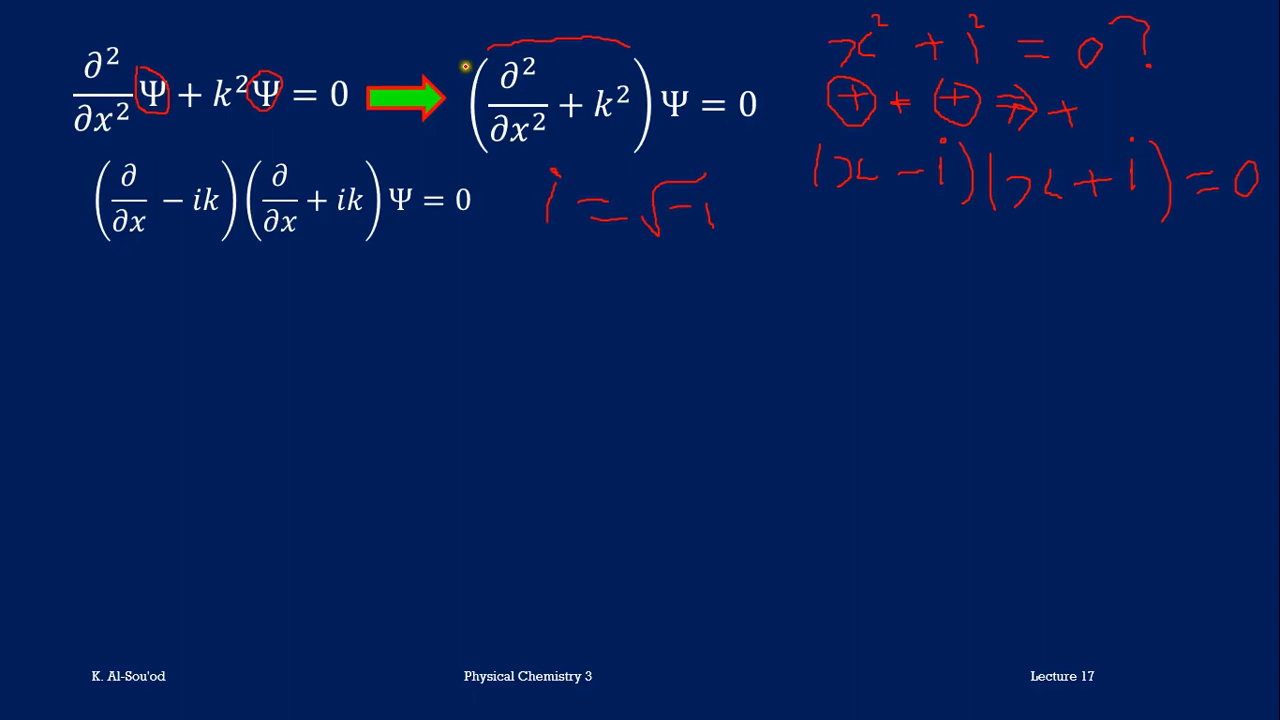 ∂²/∂x² Ψ + k²Ψ = 0
(∂²/∂x² + k²) Ψ = 0
(∂/∂x − ik)(∂/∂x + ik) Ψ = 0
i = √−1
x² + 1² = 0 ?
+ + + ⇒ +
(x − i)(x + i) = 0
K. Al-Sou'od
Physical Chemistry 3
Lecture 17